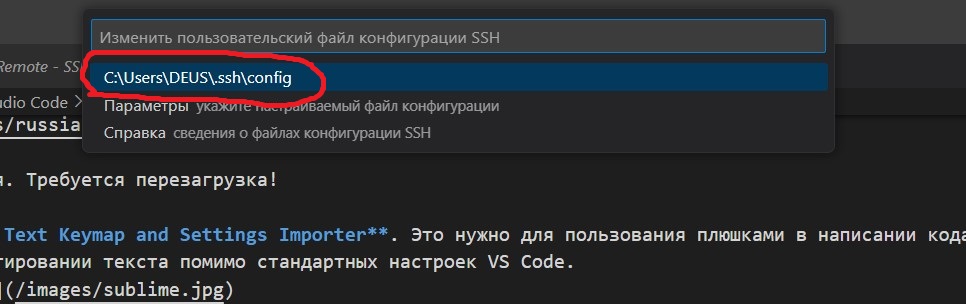 Изменить пользовательский файл конфигурации SSH
Remote - SS
C:\Users\DEUS\.ssh\config
udio Code >
Параметры укажите настраиваемый файл конфигурации
s/russia
Справка сведения о файлах конфигурации SSH
я. Требуется перезагрузка!
Text Keymap and Settings Importer**. Это нужно для пользования плюшками в написании кода
тировании текста помимо стандартных настроек VS Code.
](/images/sublime.jpg)